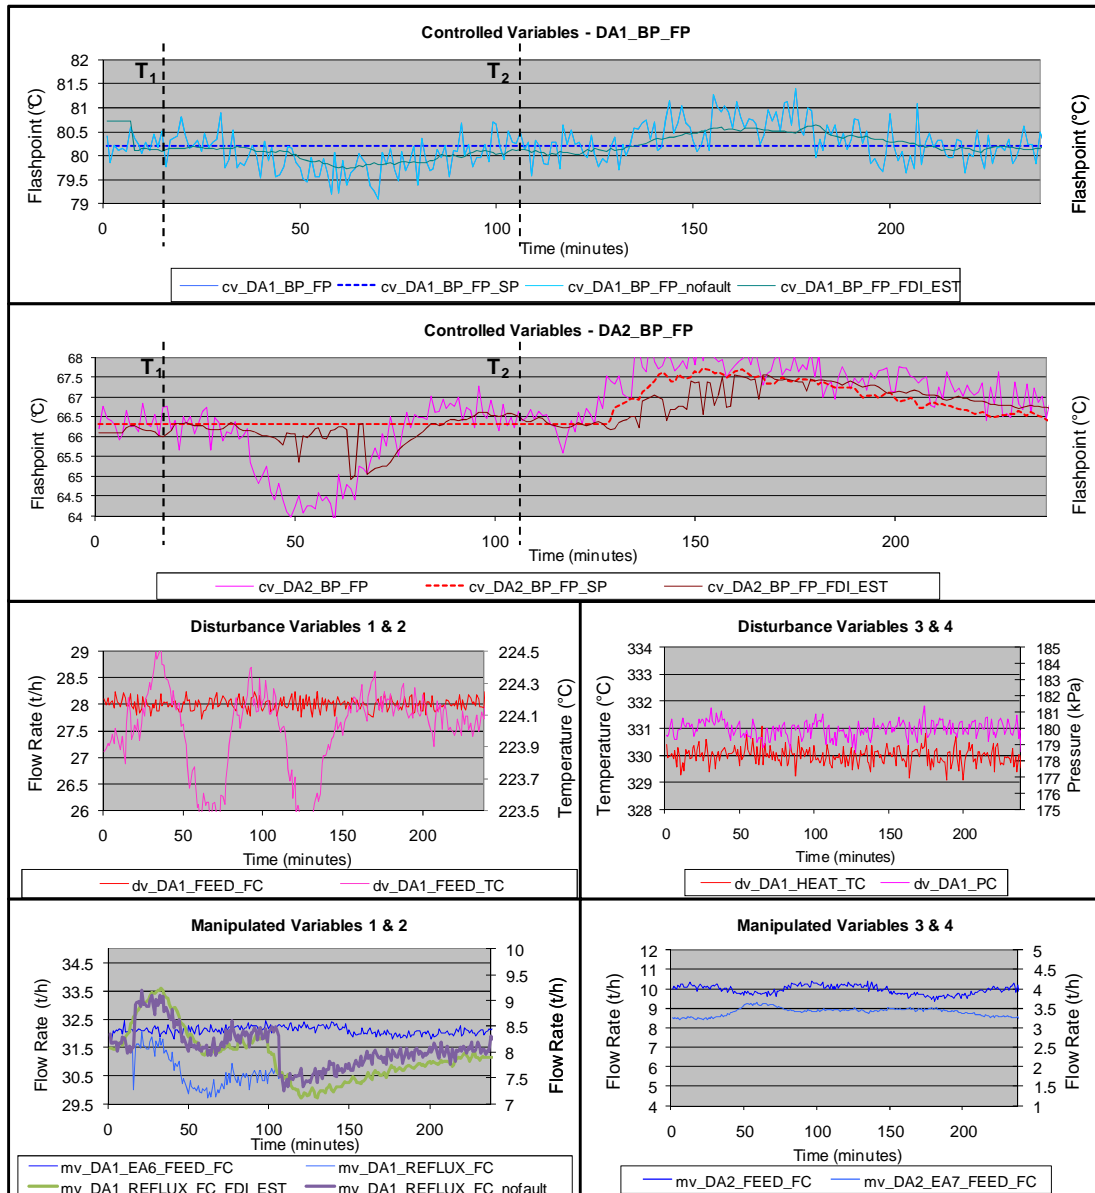 Controlled Variables - DA1_BP_FP
82
81.5
81
80.5
80
79.5
79
T1
T2
Flashpoint (°C)
Flashpoint (°C)
0
50
100
150
200
Time (minutes)
cv_DA1_BP_FP
cv_DA1_BP_FP_SP
cv_DA1_BP_FP_nofault
cv_DA1_BP_FP_FDI_EST
Controlled Variables - DA2_BP_FP
68
67.5
67
66.5
66
65.5
65
64.5
64
T1
T2
Flashpoint (°C)
Flashpoint (°C)
0
50
100
150
200
Time (minutes)
cv_DA2_BP_FP
cv_DA2_BP_FP_SP
cv_DA2_BP_FP_FDI_EST
Disturbance Variables 1 & 2
29
28.5
28
27.5
27
26.5
26
Flow Rate (t/h)
224.5
224.3
224.1
223.9
223.7
223.5
Temperature (°C)
0
50
100
150
200
Time (minutes)
dv_DA1_FEED_FC
dv_DA1_FEED_TC
Disturbance Variables 3 & 4
334
333
332
331
330
329
328
Temperature (°C)
185
184
183
182
181
180
179
178
177
176
175
Pressure (kPa)
0
50
100
150
200
Time (minutes)
dv_DA1_HEAT_TC
dv_DA1_PC
Manipulated Variables 1 & 2
34.5
33.5
32.5
31.5
30.5
29.5
Flow Rate (t/h)
10
9.5
9
8.5
8
7.5
7
Flow Rate (t/h)
0
50
100
150
200
Time (minutes)
mv_DA1_EA6_FEED_FC
mv_DA1_REFLUX_FC
mv_DA1_REFLUX_FC_FDI_EST
mv_DA1_REFLUX_FC_nofault
Manipulated Variables 3 & 4
12
11
10
9
8
7
6
5
4
Flow Rate (t/h)
5
4.5
4
3.5
3
2.5
2
1.5
1
Flow Rate (t/h)
0
50
100
150
200
Time (minutes)
mv_DA2_FEED_FC
mv_DA2_EA7_FEED_FC